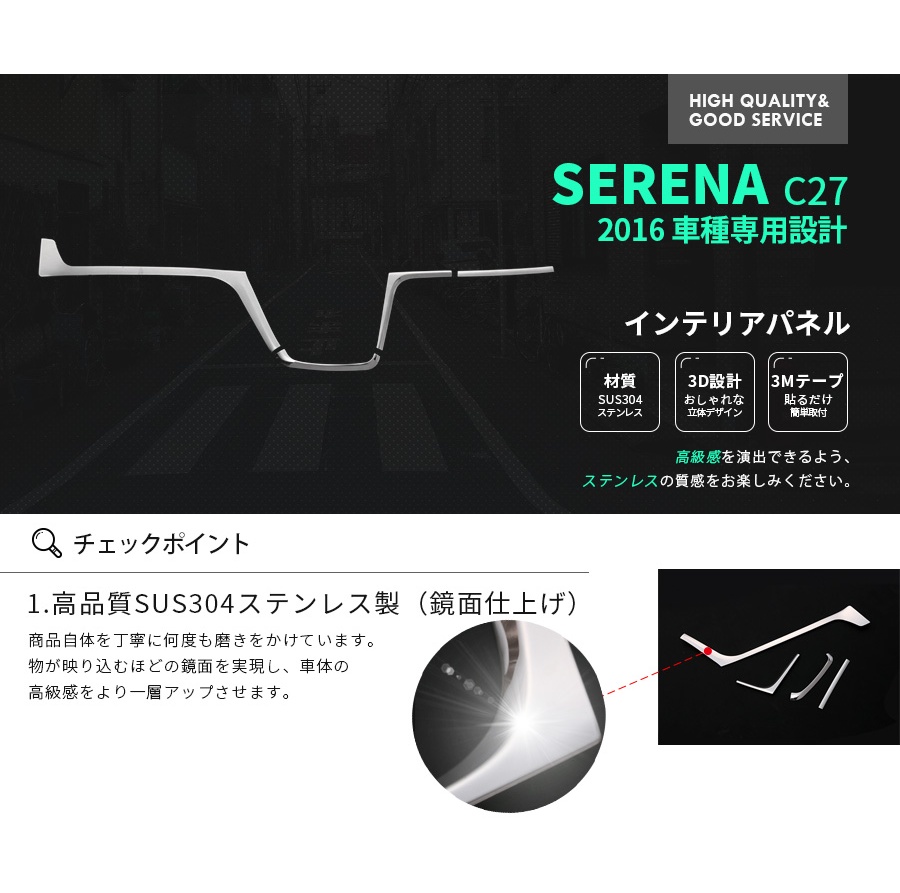 HIGH QUALITY&
GOOD SERVICE
SERENA C27
2016 車種専用設計
インテリアパネル
材質
SUS304
ステンレス
3D設計
おしゃれな
立体デザイン
3Mテープ
貼るだけ
簡単取付
高級感を演出できるよう、
ステンレスの質感をお楽しみください。
チェックポイント
1.高品質SUS304ステンレス製（鏡面仕上げ）
商品自体を丁寧に何度も磨きをかけています。
物が映り込むほどの鏡面を実現し、車体の
高級感をより一層アップさせます。